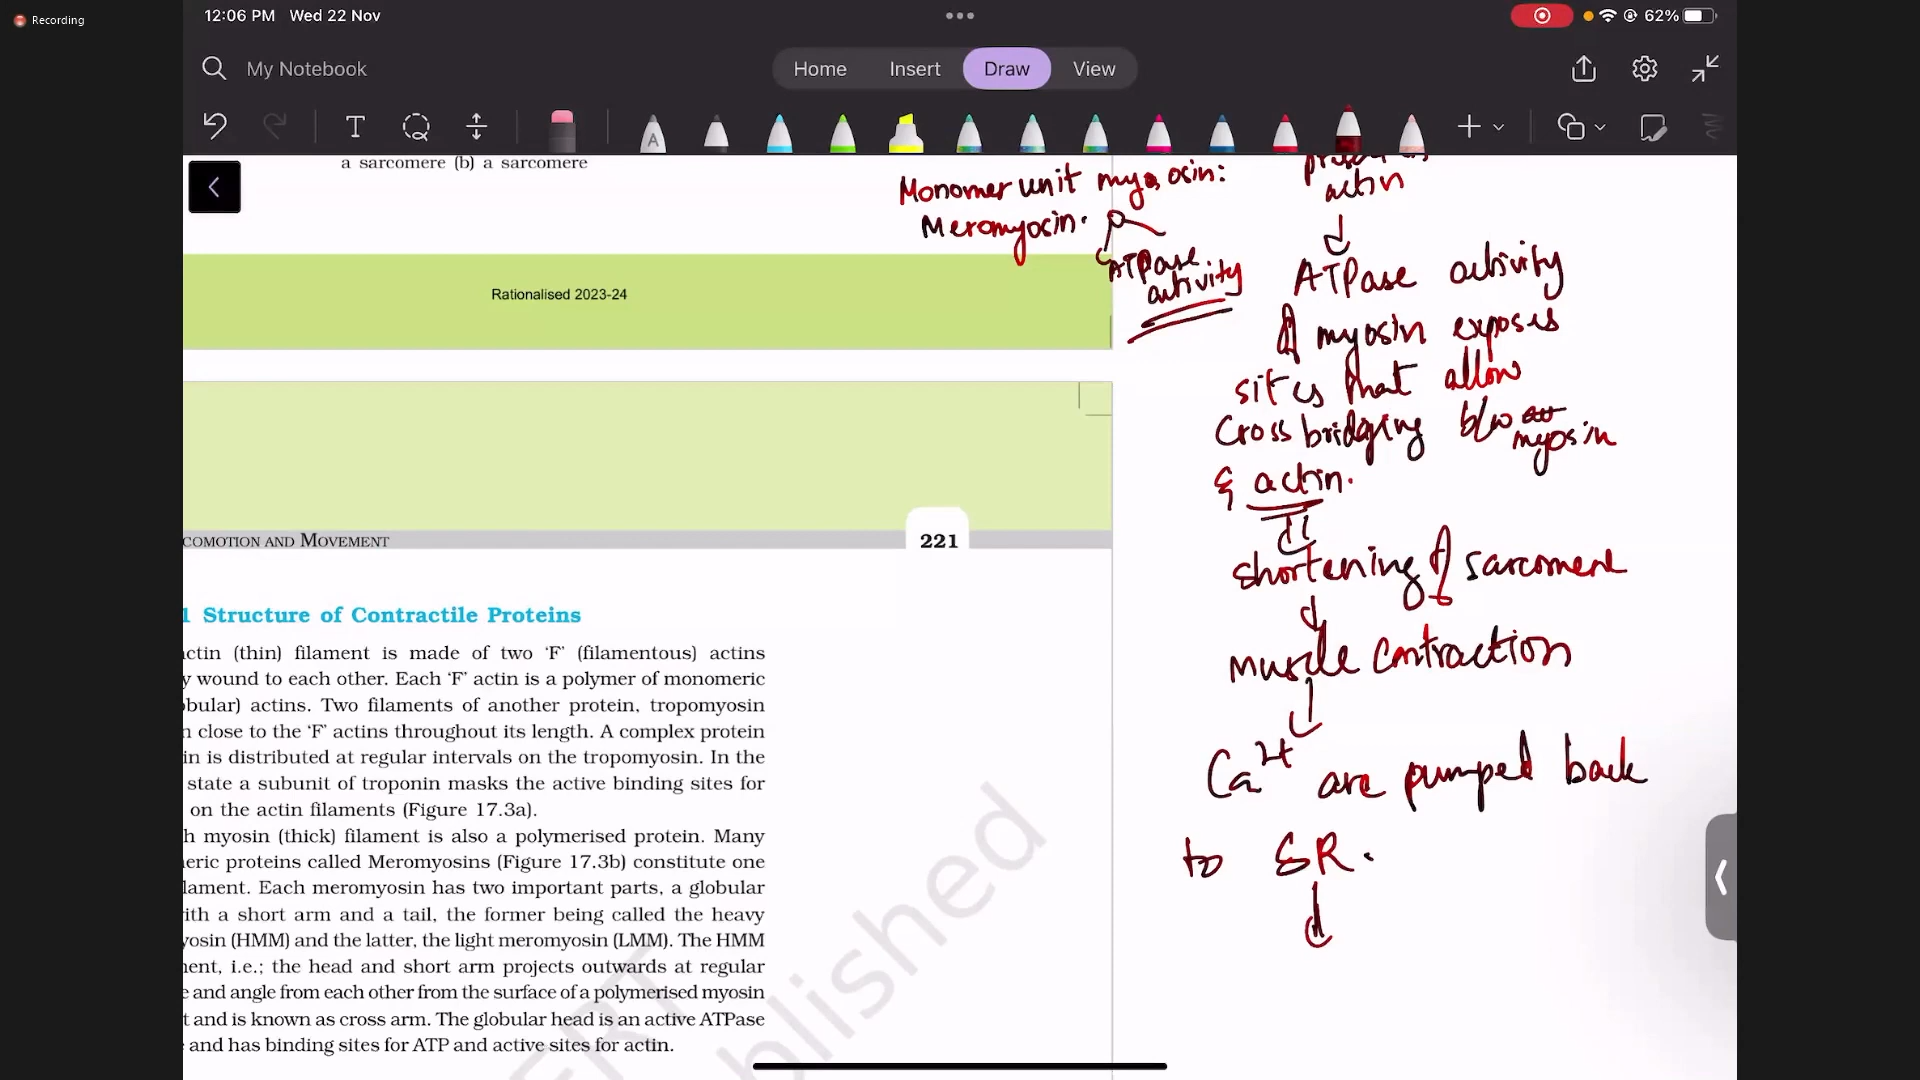 Recording
12:06 PM Wed 22 Nov
62%
My Notebook
Home Insert Draw View
T
A
a sarcomere (b) a sarcomere
Rationalised 2023-24
COMOTION AND MOVEMENT
221
1 Structure of Contractile Proteins
actin (thin) filament is made of two ‘F’ (filamentous) actins
y wound to each other. Each ‘F’ actin is a polymer of monomeric
obular) actins. Two filaments of another protein, tropomyosin
n close to the ‘F’ actins throughout its length. A complex protein
in is distributed at regular intervals on the tropomyosin. In the
state a subunit of troponin masks the active binding sites for
on the actin filaments (Figure 17.3a).
h myosin (thick) filament is also a polymerised protein. Many
eric proteins called Meromyosins (Figure 17.3b) constitute one
lament. Each meromyosin has two important parts, a globular
ith a short arm and a tail, the former being called the heavy
yosin (HMM) and the latter, the light meromyosin (LMM). The HMM
ent, i.e.; the head and short arm projects outwards at regular
e and angle from each other from the surface of a polymerised myosin
t and is known as cross arm. The globular head is an active ATPase
and has binding sites for ATP and active sites for actin.
blished
Monomer unit myosin:
Meromyosin.
ATPase
activity
actin
ATPase activity
of myosin exposes
sites that allow
Cross bridging b/w
myosin
& actin.
shortening of sarcomere
muscle contraction
Ca2+ are pumped back
to SR.